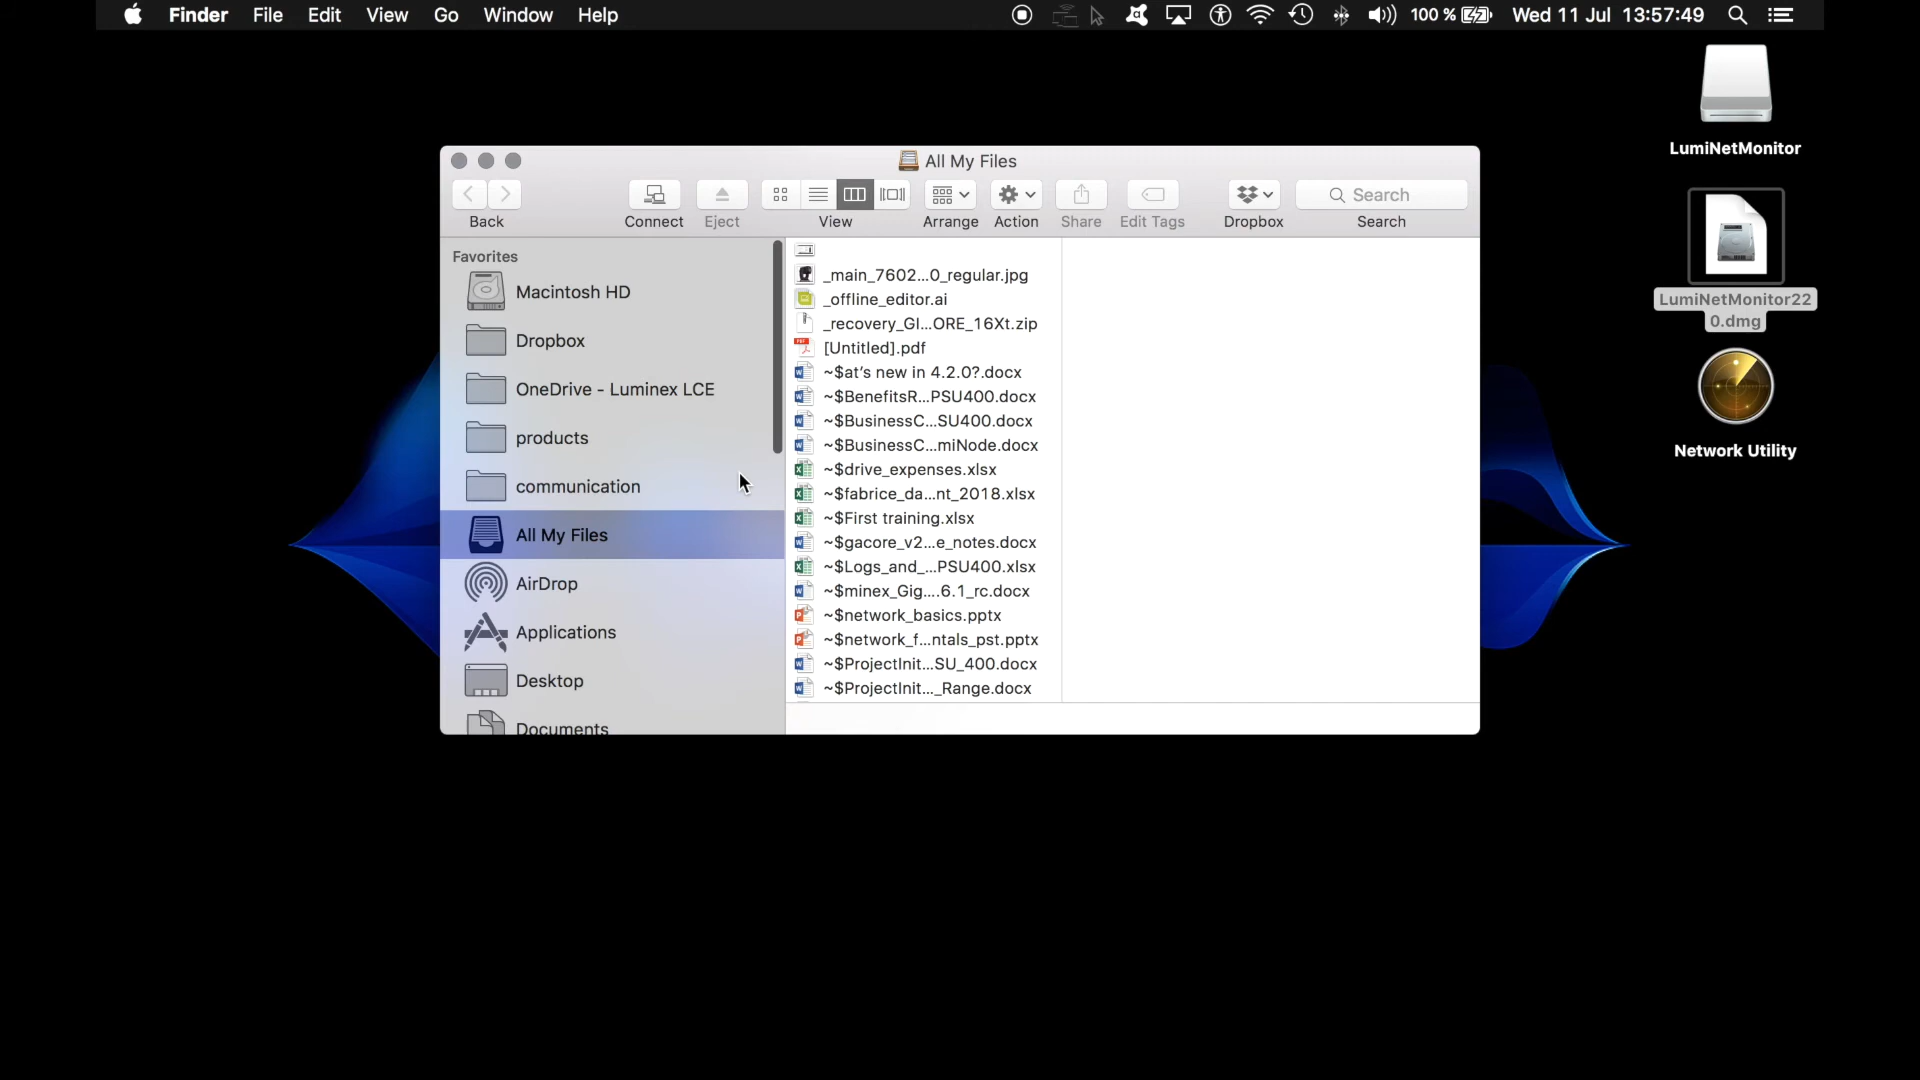 Finder File Edit View Go Window Help 100 % Wed 11 Jul 13:57:49
LumiNetMonitor
LumiNetMonitor22
0.dmg
Network Utility
All My Files
Search
Back Connect Eject View Arrange Action Share Edit Tags Dropbox Search
Favorites
Macintosh HD
Dropbox
OneDrive - Luminex LCE
products
communication
All My Files
AirDrop
Applications
Desktop
Documents
_main_7602...0_regular.jpg
_offline_editor.ai
_recovery_GI...ORE_16Xt.zip
[Untitled].pdf
~$at's new in 4.2.0?.docx
~$BenefitsR...PSU400.docx
~$BusinessC...SU400.docx
~$BusinessC...miNode.docx
~$drive_expenses.xlsx
~$fabrice_da...nt_2018.xlsx
~$First training.xlsx
~$gacore_v2...e_notes.docx
~$Logs_and_...PSU400.xlsx
~$minex_Gig....6.1_rc.docx
~$network_basics.pptx
~$network_f...ntals_pst.pptx
~$ProjectInit...SU_400.docx
~$ProjectInit..._Range.docx